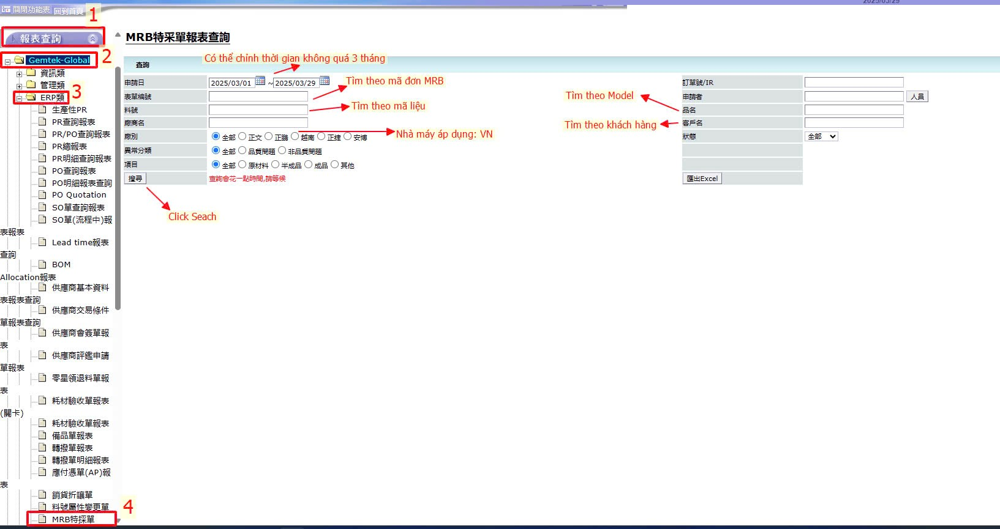 2025/03/29
關閉功能表 回到首頁
1
報表查詢
MRB特采單報表查詢
Gemtek-Global
2
查詢
Có thể chỉnh thời gian không quá 3 tháng
資訊類
管理類
ERP類
3
生產性PR
PR查詢報表
PR/PO查詢報表
PR總報表
PR明細查詢報表
PO查詢報表
PO明細報表查詢
PO Quotation
SO單查詢報表
SO單(流程中)報
表報表
Lead time報表
查詢
BOM
Allocation報表
供應商基本資料
表報表查詢
供應商交易條件
單報表查詢
供應商會簽單報
表
供應商評鑑申請
單報表
零星領退料單報
表
耗材驗收單報表
(關卡)
耗材驗收單報表
備品單報表
轉撥單報表
轉撥單明細報表
應付憑單(AP)報
表
銷貨折讓單
料號屬性變更單
MRB特採單
4
申請日 2025/03/01 ~ 2025/03/29
Tìm theo mã đơn MRB
訂單號/IR
表單編號
Tìm theo Model
申請者 人員
料號
Tìm theo mã liệu
品名
廠商名
Tìm theo khách hàng
客戶名
廠別 全部 正文 正鵬 越南 正捷 安博
Nhà máy áp dụng: VN
狀態 全部
異常分類 全部 品質問題 非品質問題
項目 全部 原材料 半成品 成品 其他
搜尋 查詢會花一點時間,請等候
匯出Excel
Click Seach